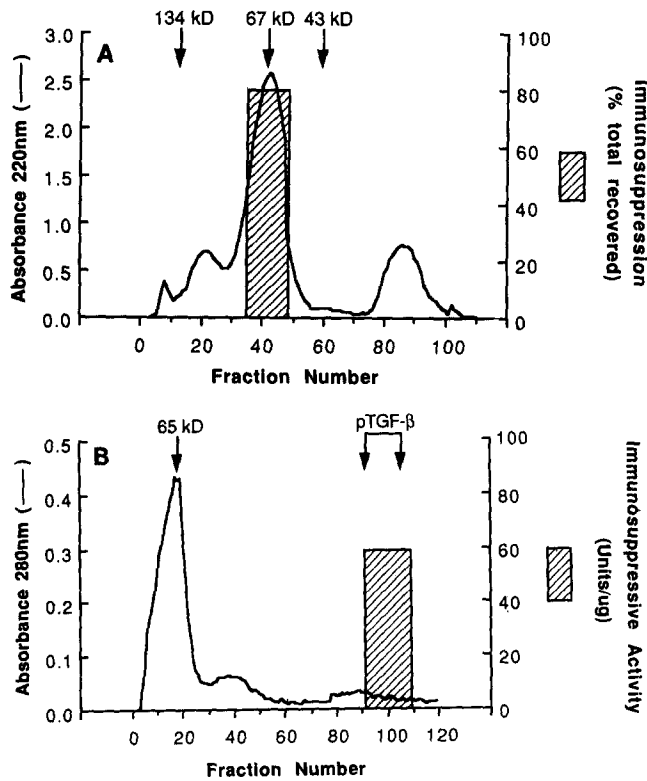 134 kD 67 kD 43 kD
A
3.0
2.5
2.0
1.5
1.0
0.5
0.0
Absorbance 220nm (——)
100
80
60
40
20
0
Immunosuppression
(% total recovered)
0 20 40 60 80 100
Fraction Number
65 kD pTGF-β
B
0.5
0.4
0.3
0.2
0.1
0.0
Absorbance 280nm (——)
100
80
60
40
20
0
Immunosuppressive Activity
(Units/ug)
0 20 40 60 80 100 120
Fraction Number